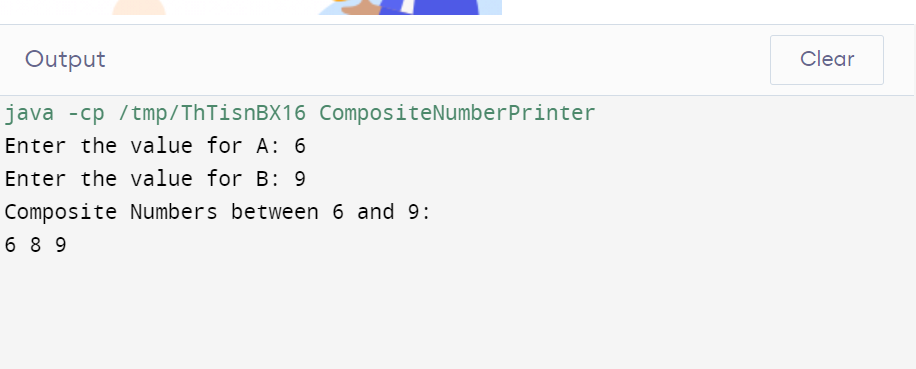 Output
Clear
java -cp /tmp/ThTisnBX16 CompositeNumberPrinter
Enter the value for A: 6
Enter the value for B: 9
Composite Numbers between 6 and 9:
6 8 9